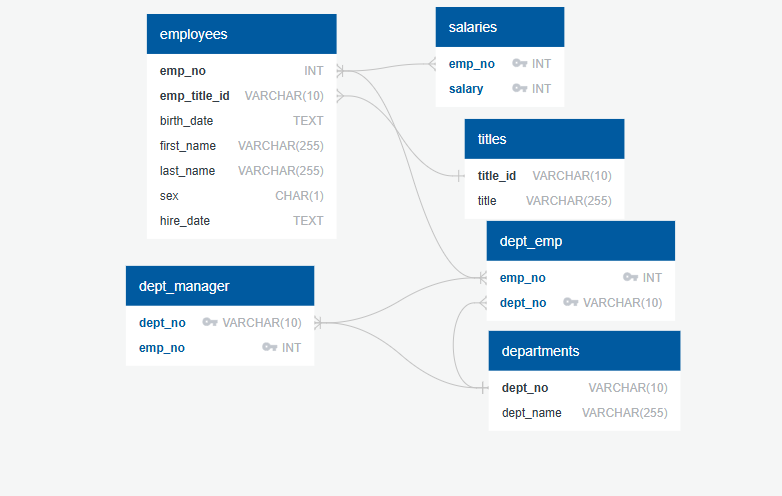 employees
emp_no INT
emp_title_id VARCHAR(10)
birth_date TEXT
first_name VARCHAR(255)
last_name VARCHAR(255)
sex CHAR(1)
hire_date TEXT
salaries
emp_no INT
salary INT
titles
title_id VARCHAR(10)
title VARCHAR(255)
dept_emp
emp_no INT
dept_no VARCHAR(10)
dept_manager
dept_no VARCHAR(10)
emp_no INT
departments
dept_no VARCHAR(10)
dept_name VARCHAR(255)